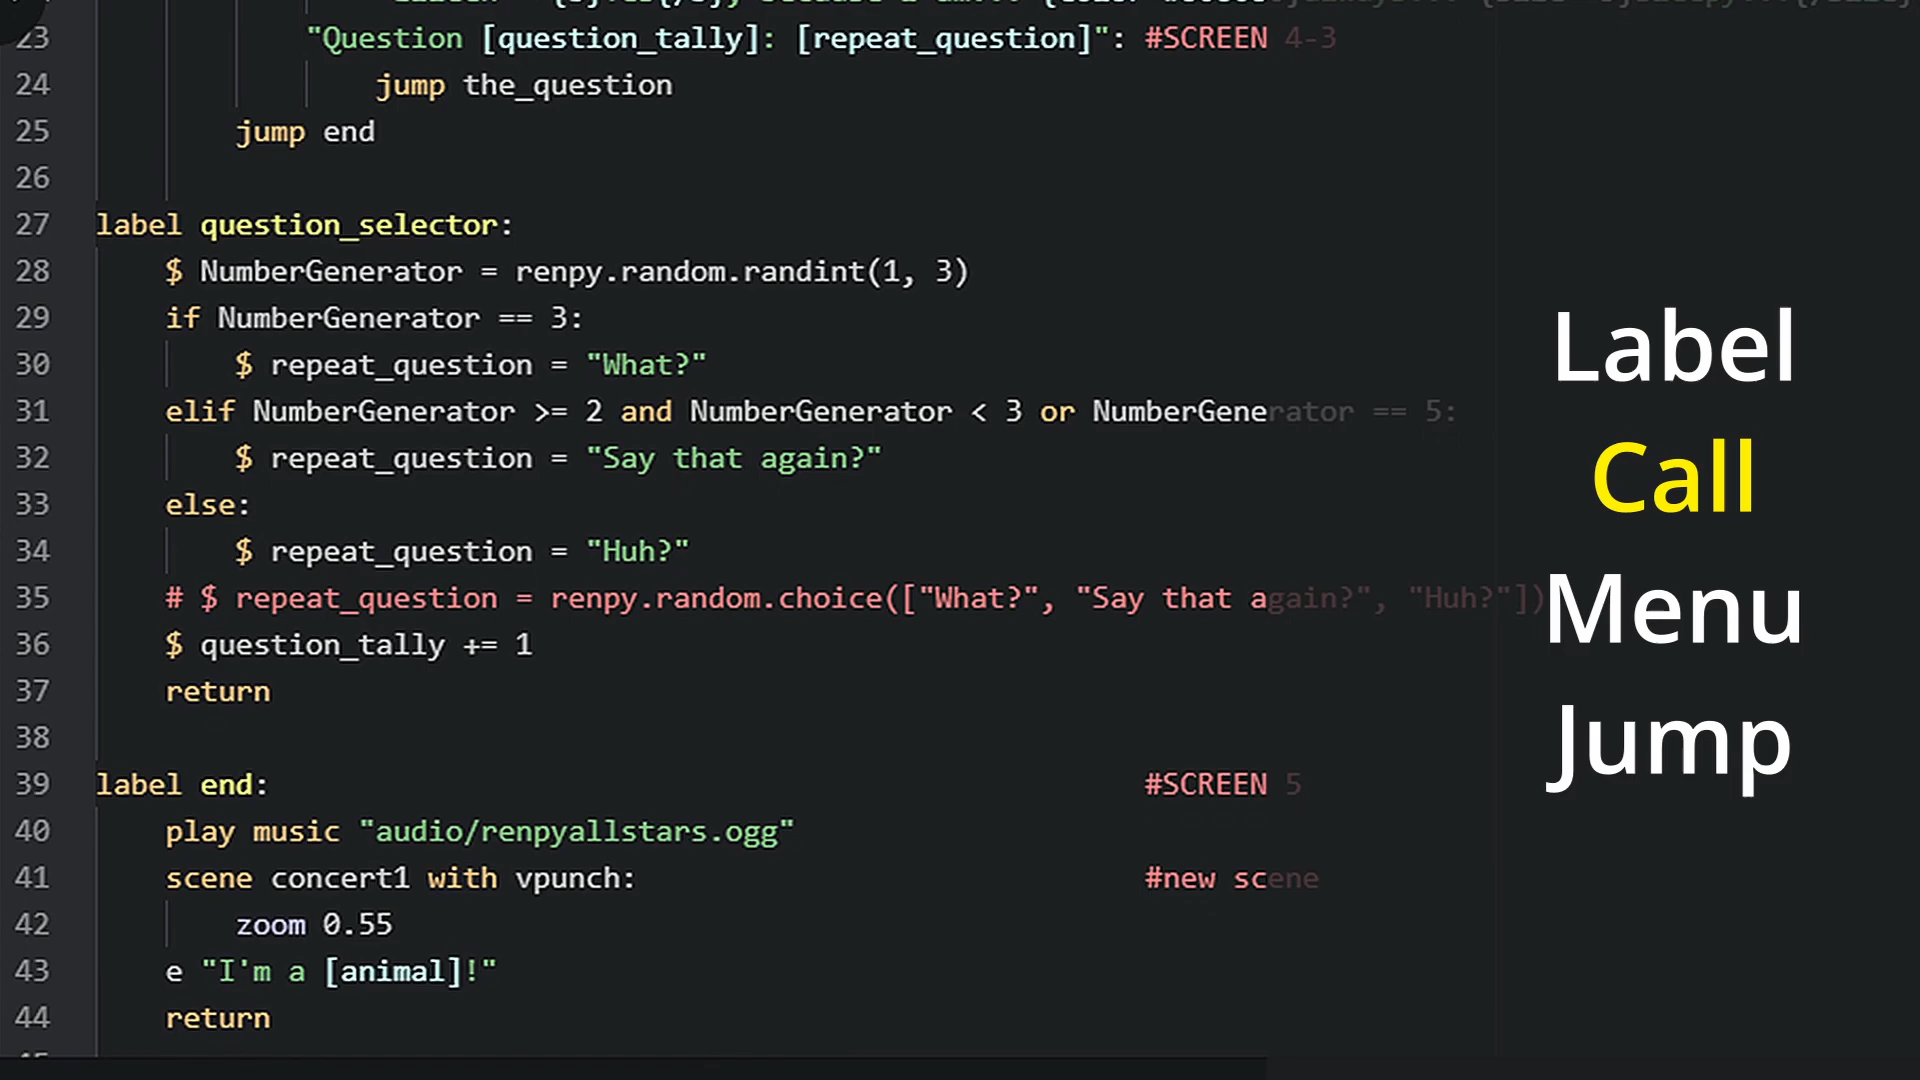 23 "Question [question_tally]: [repeat_question]": #SCREEN 4-3
24 jump the_question
25 jump end
26
27 label question_selector:
28 $ NumberGenerator = renpy.random.randint(1, 3)
29 if NumberGenerator == 3:
30 $ repeat_question = "What?"
31 elif NumberGenerator >= 2 and NumberGenerator < 3 or NumberGenerator == 5:
32 $ repeat_question = "Say that again?"
33 else:
34 $ repeat_question = "Huh?"
35 # $ repeat_question = renpy.random.choice(["What?", "Say that again?", "Huh?"])
36 $ question_tally += 1
37 return
38
39 label end: #SCREEN 5
40 play music "audio/renpyallstars.ogg"
41 scene concert1 with vpunch: #new scene
42 zoom 0.55
43 e "I'm a [animal]!"
44 return
Label
Call
Menu
Jump